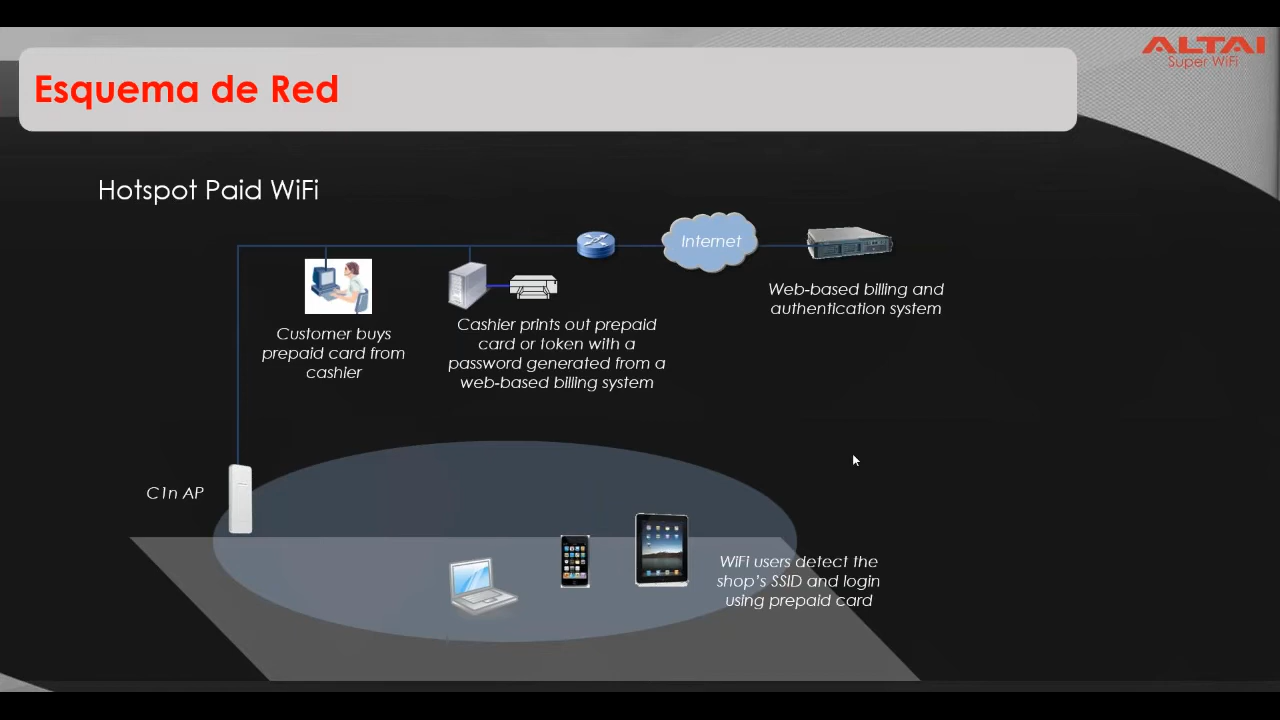 ALTAI
Super WiFi
Esquema de Red
Hotspot Paid WiFi
Internet
Web-based billing and
authentication system
Customer buys
prepaid card from
cashier
Cashier prints out prepaid
card or token with a
password generated from a
web-based billing system
C1n AP
WiFi users detect the
shop's SSID and login
using prepaid card